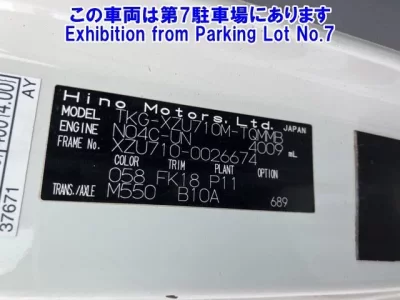 この車両は第7駐車場にあります
Exhibition from Parking Lot No.7
Hino Motors,Ltd. JAPAN
MODEL TKG-XZU710M-TQMMB
ENGINE N04C-UN 4009 mL
FRAME No. XZU710-0026674
COLOR TRIM PLANT OPTION
058 FK18 P11
TRANS./AXLE M550 B10A 689
AY
37671